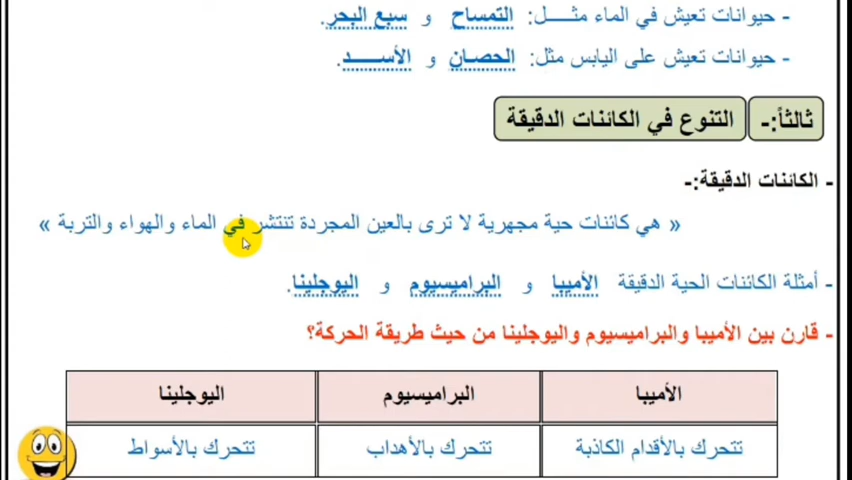 - حيوانات تعيش في الماء مثــــل: التمساح و سبع البحر.
- حيوانات تعيش على اليابس مثل: الحصان و الأســــد.
ثالثاً:- التنوع في الكائنات الدقيقة
- الكائنات الدقيقة:-
« هي كائنات حية مجهرية لا ترى بالعين المجردة تنتشر في الماء والهواء والتربة »
- أمثلة الكائنات الحية الدقيقة الأميبا و البراميسيوم و اليوجلينا.
- قارن بين الأميبا والبراميسيوم واليوجلينا من حيث طريقة الحركة؟
الأميبا البراميسيوم اليوجلينا
تتحرك بالأقدام الكاذبة تتحرك بالأهداب تتحرك بالأسواط